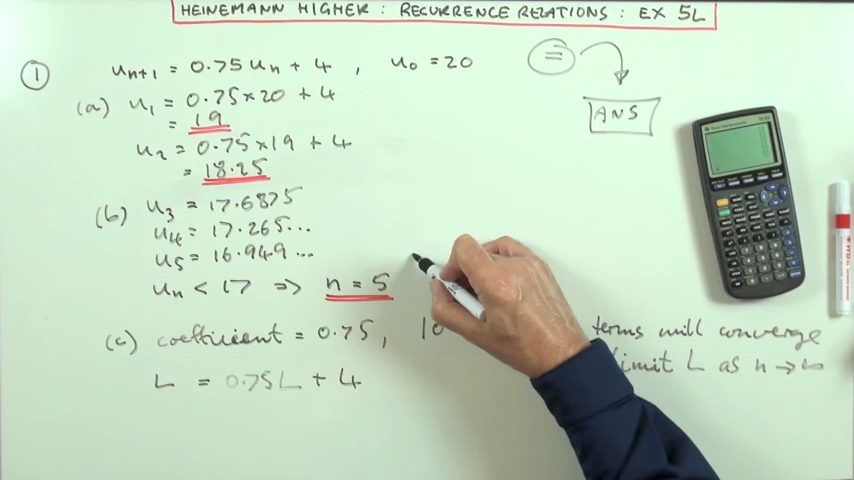 HEINEMANN HIGHER : RECURRENCE RELATIONS : EX 5L
1
uₙ₊₁ = 0.75uₙ + 4 , u₀ = 20
(a) u₁ = 0.75×20 + 4
= 19
u₂ = 0.75×19 + 4
= 18.25
(b) u₃ = 17.6875
u₄ = 17.265...
u₅ = 16.949...
uₙ < 17 ⇒ n = 5
(c) coefficient = 0.75, terms will converge
limit L as n → ∞
L = 0.75L + 4
=
ANS